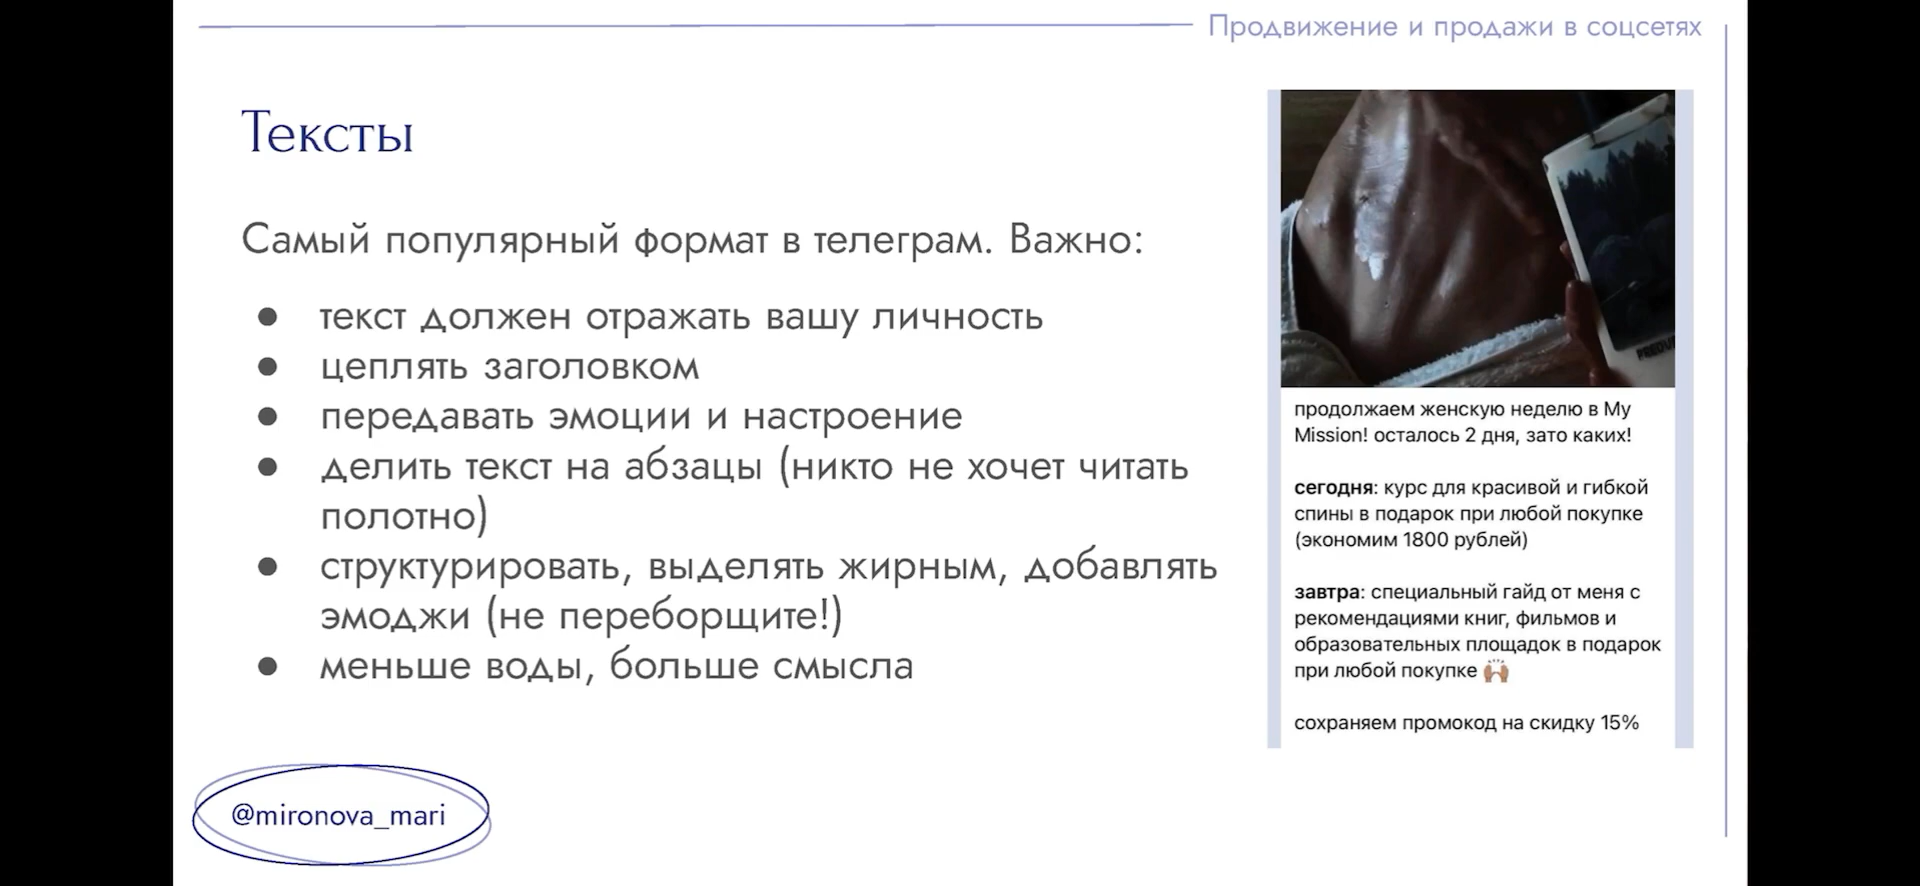 Продвижение и продажи в соцсетях
Тексты
Самый популярный формат в телеграм. Важно:
● текст должен отражать вашу личность
● цеплять заголовком
● передавать эмоции и настроение
● делить текст на абзацы (никто не хочет читать
полотно)
● структурировать, выделять жирным, добавлять
эмоджи (не переборщите!)
● меньше воды, больше смысла
продолжаем женскую неделю в My
Mission! осталось 2 дня, зато каких!
сегодня: курс для красивой и гибкой
спины в подарок при любой покупке
(экономим 1800 рублей)
завтра: специальный гайд от меня с
рекомендациями книг, фильмов и
образовательных площадок в подарок
при любой покупке 🙌🏽
сохраняем промокод на скидку 15%
@mironova_mari